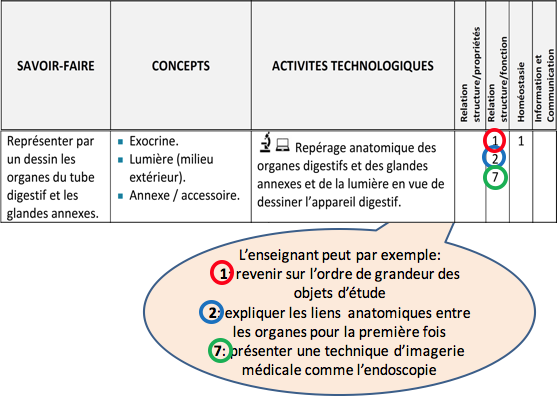 SAVOIR-FAIRE
CONCEPTS
ACTIVITES TECHNOLOGIQUES
Relation
structure/propriétés
Relation
structure/fonction
Homéostasie
Information et
Communication
Représenter par
un dessin les
organes du tube
digestif et les
glandes annexes.
Exocrine.
Lumière (milieu
extérieur).
Annexe / accessoire.
Repérage anatomique des
organes digestifs et des glandes
annexes et de la lumière en vue de
dessiner l'appareil digestif.
1
2
7
1
L'enseignant peut par exemple:
1: revenir sur l'ordre de grandeur des
objets d'étude
2: expliquer les liens anatomiques entre
les organes pour la première fois
7: présenter une technique d'imagerie
médicale comme l'endoscopie